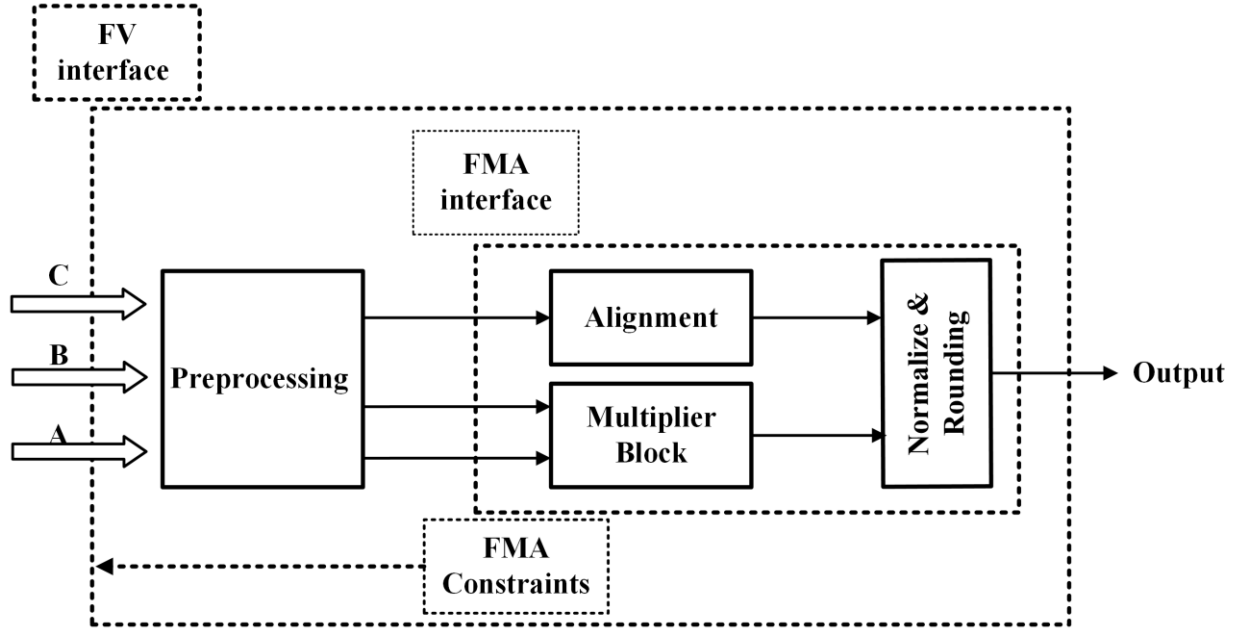 FV
interface
FMA
interface
C
B
A
Preprocessing
Alignment
Multiplier
Block
Normalize &
Rounding
Output
FMA
Constraints